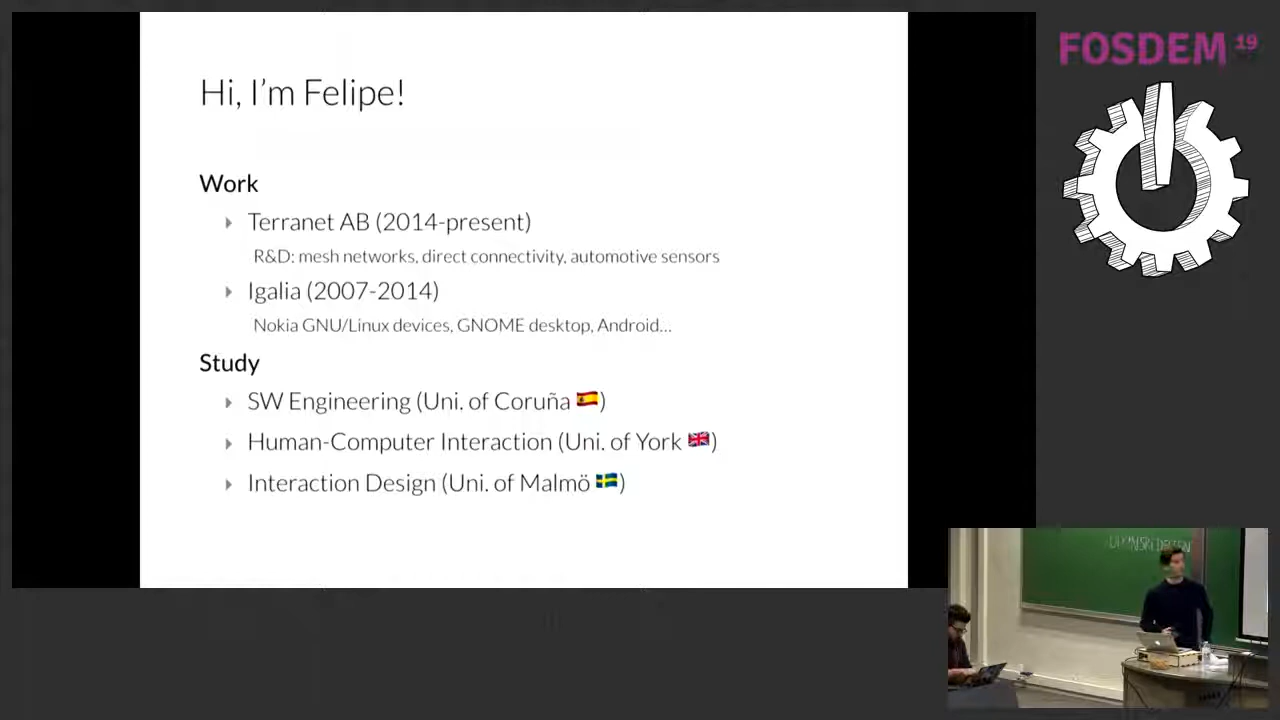 Hi, I'm Felipe!
Work
Terranet AB (2014-present)
R&D: mesh networks, direct connectivity, automotive sensors
Igalia (2007-2014)
Nokia GNU/Linux devices, GNOME desktop, Android...
Study
SW Engineering (Uni. of Coruña 🇪🇸)
Human-Computer Interaction (Uni. of York 🇬🇧)
Interaction Design (Uni. of Malmö 🇸🇪)
FOSDEM 19